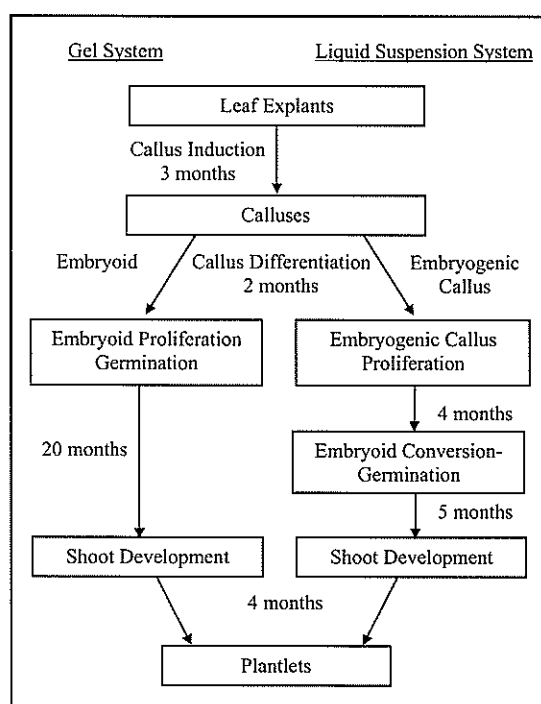 Gel System
Liquid Suspension System
Leaf Explants
Callus Induction
3 months
Calluses
Embryoid
Callus Differentiation
2 months
Embryogenic
Callus
Embryoid Proliferation
Germination
Embryogenic Callus
Proliferation
4 months
20 months
Embryoid Conversion-
Germination
5 months
Shoot Development
Shoot Development
4 months
Plantlets